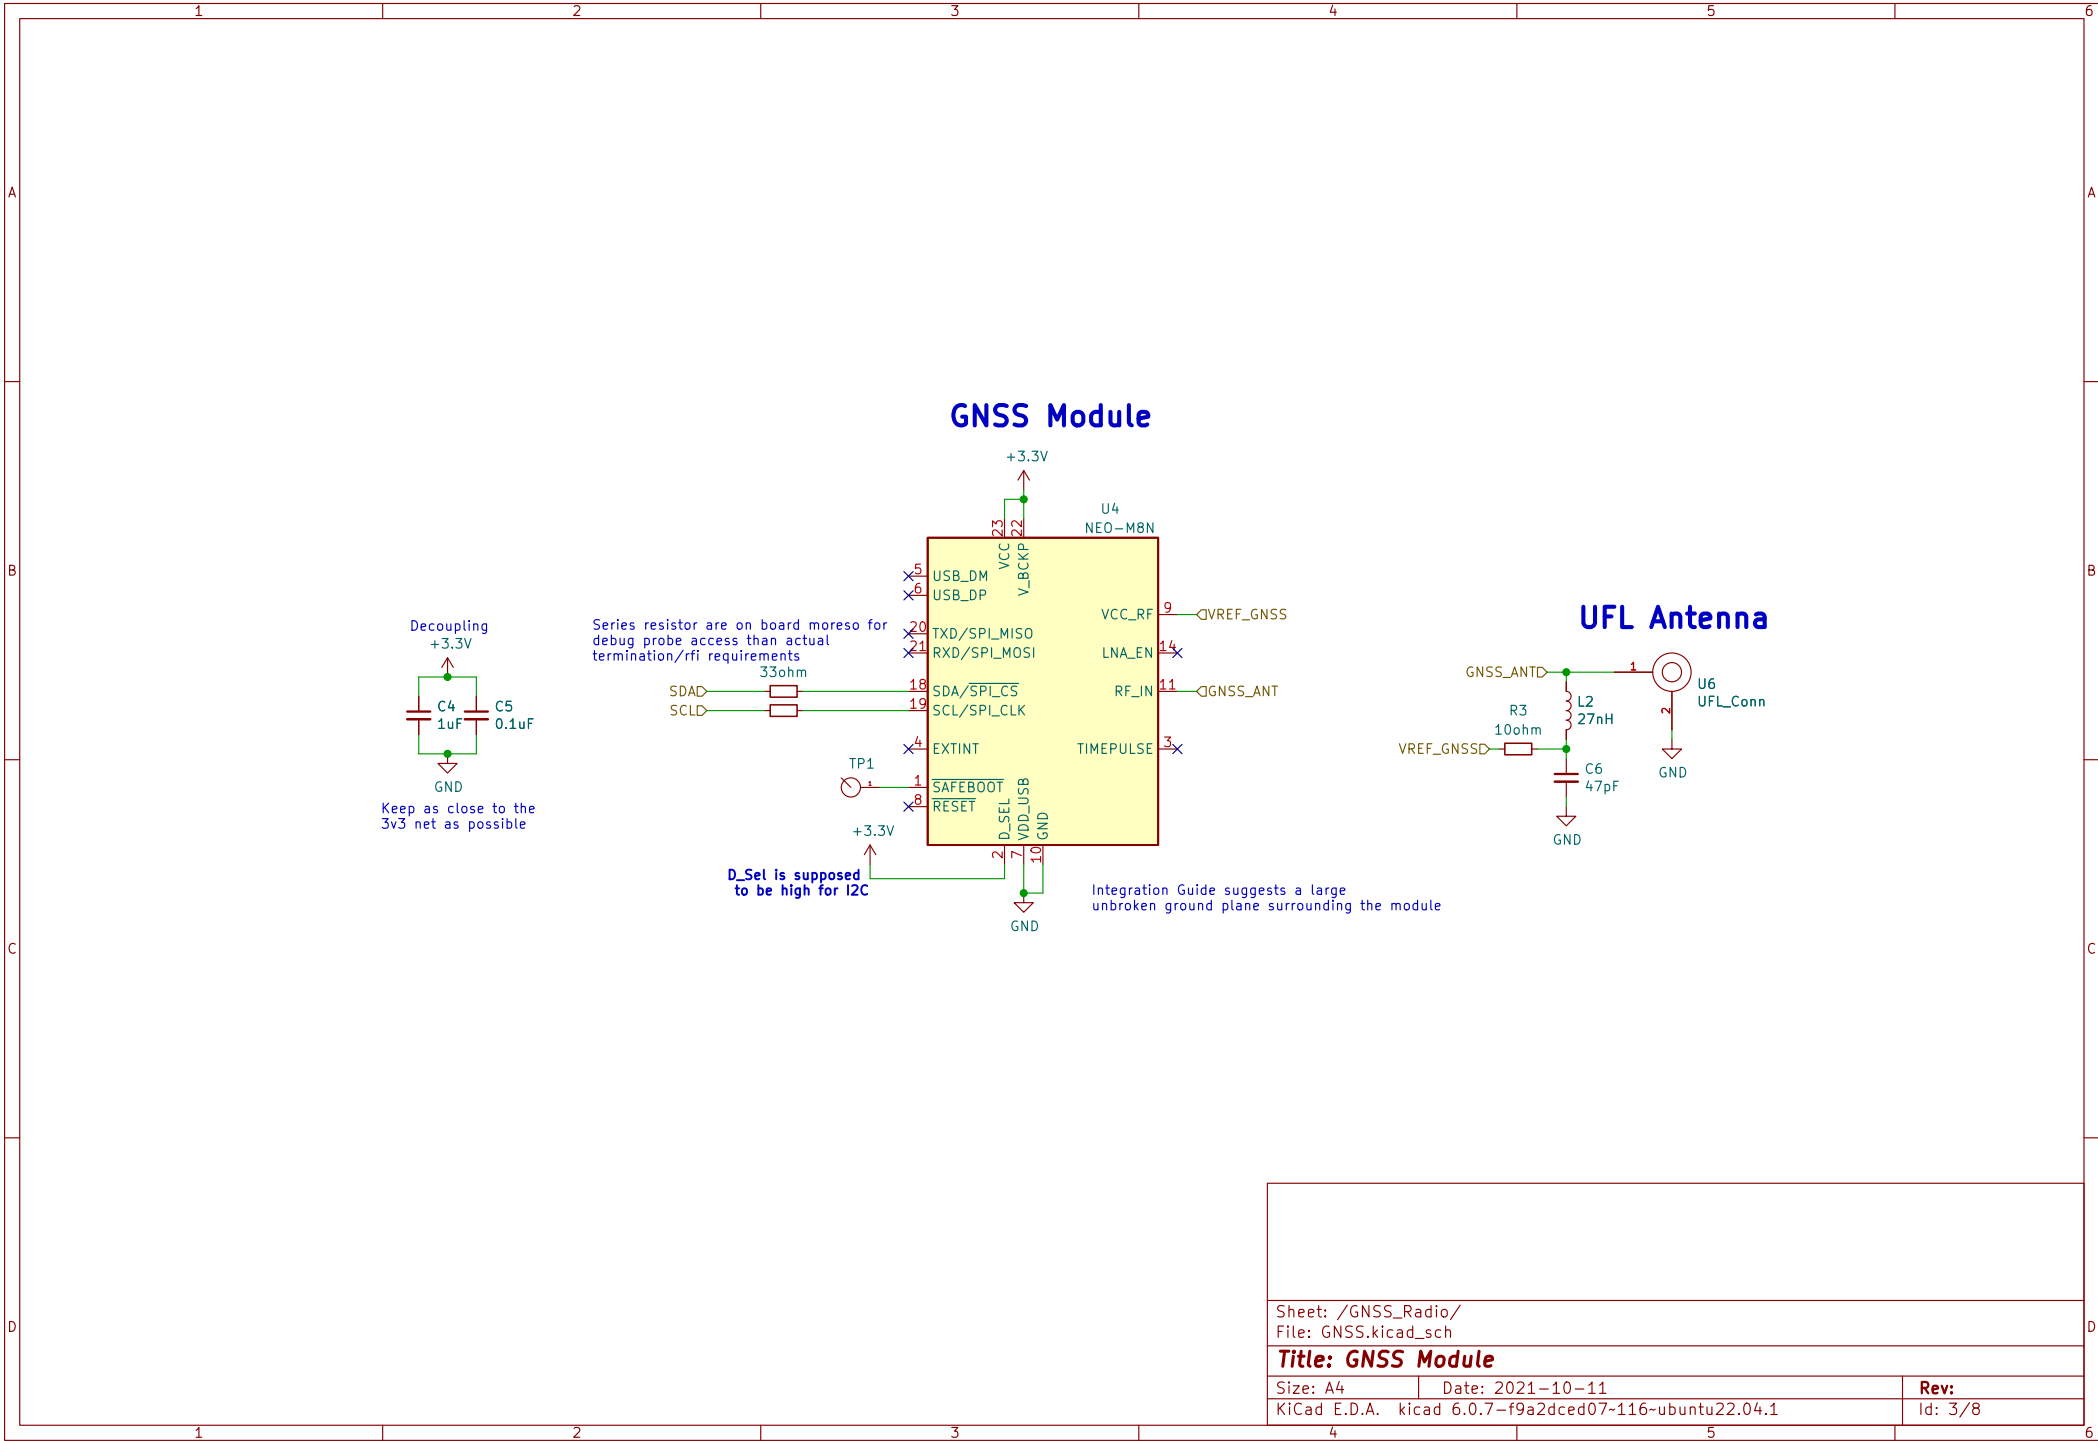 1 2 3 4 5 6
A A
B B
C C
D D
GNSS Module
+3.3V
U4
NEO-M8N
23 22
VCC
V_BCKP
5 USB_DM
6 USB_DP
20 TXD/SPI_MISO
21 RXD/SPI_MOSI
18 SDA/SPI_CS
19 SCL/SPI_CLK
4 EXTINT
1 SAFEBOOT
8 RESET
D_SEL
VDD_USB
GND
2 7 10
VCC_RF 9 VREF_GNSS
LNA_EN 14
RF_IN 11 GNSS_ANT
TIMEPULSE 3
Decoupling
+3.3V
C4
1uF
C5
0.1uF
GND
Keep as close to the
3v3 net as possible
Series resistor are on board moreso for
debug probe access than actual
termination/rfi requirements
33ohm
SDA
SCL
TP1
1
+3.3V
D_Sel is supposed
to be high for I2C
GND
Integration Guide suggests a large
unbroken ground plane surrounding the module
UFL Antenna
GNSS_ANT
1
U6
UFL_Conn
2
L2
27nH
R3
10ohm
VREF_GNSS
C6
47pF
GND
GND
Sheet: /GNSS_Radio/
File: GNSS.kicad_sch
Title: GNSS Module
Size: A4 Date: 2021-10-11 Rev:
KiCad E.D.A. kicad 6.0.7-f9a2dced07~116~ubuntu22.04.1 Id: 3/8
1 2 3 4 5 6